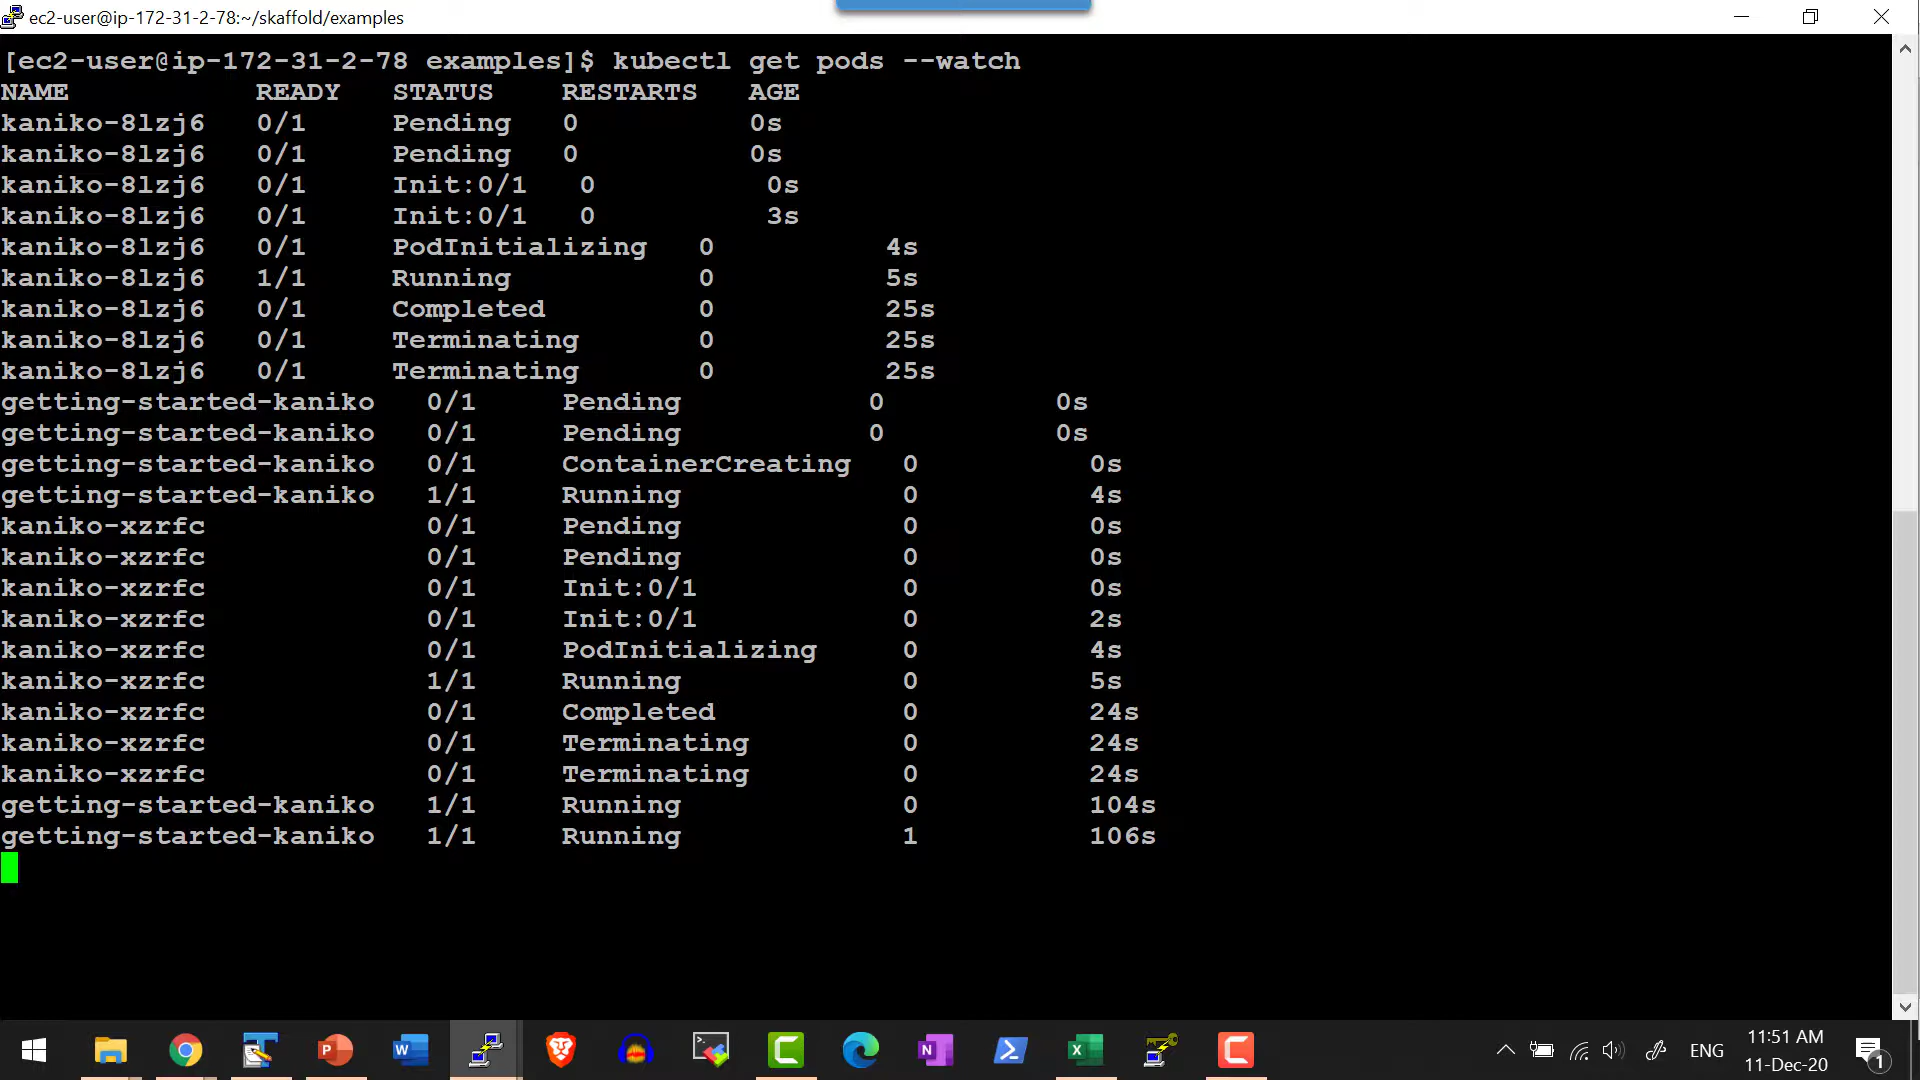 ec2-user@ip-172-31-2-78:~/skaffold/examples
[ec2-user@ip-172-31-2-78 examples]$ kubectl get pods --watch
NAME READY STATUS RESTARTS AGE
kaniko-8lzj6 0/1 Pending 0 0s
kaniko-8lzj6 0/1 Pending 0 0s
kaniko-8lzj6 0/1 Init:0/1 0 0s
kaniko-8lzj6 0/1 Init:0/1 0 3s
kaniko-8lzj6 0/1 PodInitializing 0 4s
kaniko-8lzj6 1/1 Running 0 5s
kaniko-8lzj6 0/1 Completed 0 25s
kaniko-8lzj6 0/1 Terminating 0 25s
kaniko-8lzj6 0/1 Terminating 0 25s
getting-started-kaniko 0/1 Pending 0 0s
getting-started-kaniko 0/1 Pending 0 0s
getting-started-kaniko 0/1 ContainerCreating 0 0s
getting-started-kaniko 1/1 Running 0 4s
kaniko-xzrfc 0/1 Pending 0 0s
kaniko-xzrfc 0/1 Pending 0 0s
kaniko-xzrfc 0/1 Init:0/1 0 0s
kaniko-xzrfc 0/1 Init:0/1 0 2s
kaniko-xzrfc 0/1 PodInitializing 0 4s
kaniko-xzrfc 1/1 Running 0 5s
kaniko-xzrfc 0/1 Completed 0 24s
kaniko-xzrfc 0/1 Terminating 0 24s
kaniko-xzrfc 0/1 Terminating 0 24s
getting-started-kaniko 1/1 Running 0 104s
getting-started-kaniko 1/1 Running 1 106s
ENG
11:51 AM
11-Dec-20
1